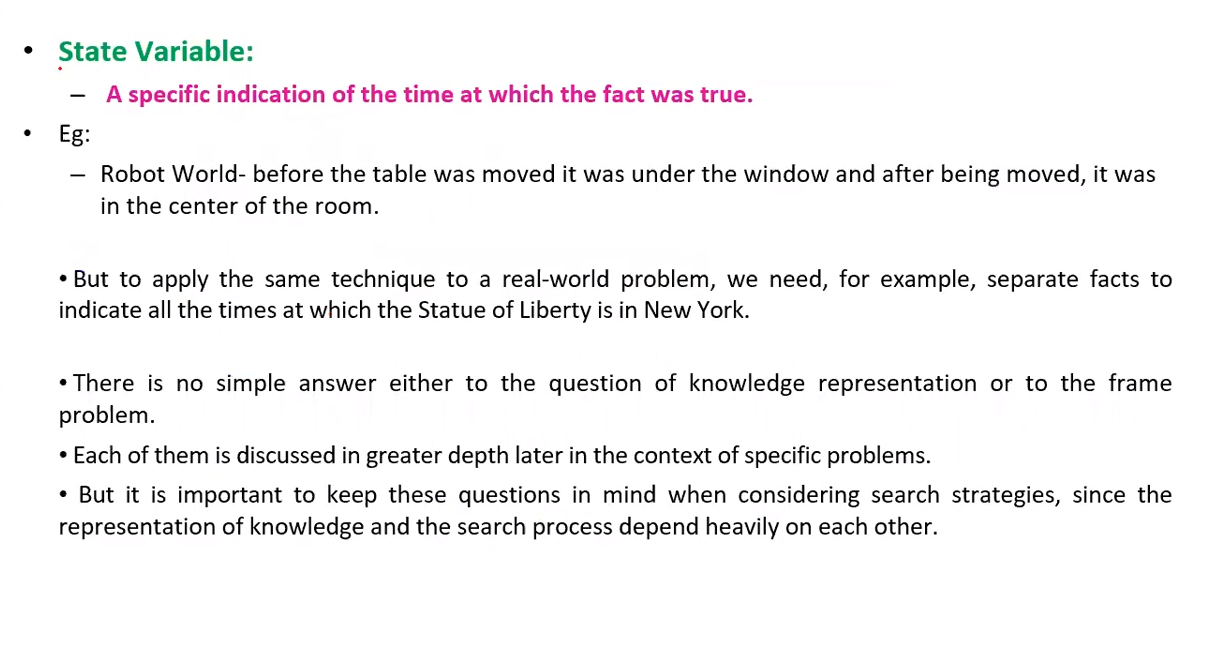 • State Variable:
– A specific indication of the time at which the fact was true.
• Eg:
– Robot World- before the table was moved it was under the window and after being moved, it was
in the center of the room.
• But to apply the same technique to a real-world problem, we need, for example, separate facts to
indicate all the times at which the Statue of Liberty is in New York.
• There is no simple answer either to the question of knowledge representation or to the frame
problem.
• Each of them is discussed in greater depth later in the context of specific problems.
• But it is important to keep these questions in mind when considering search strategies, since the
representation of knowledge and the search process depend heavily on each other.